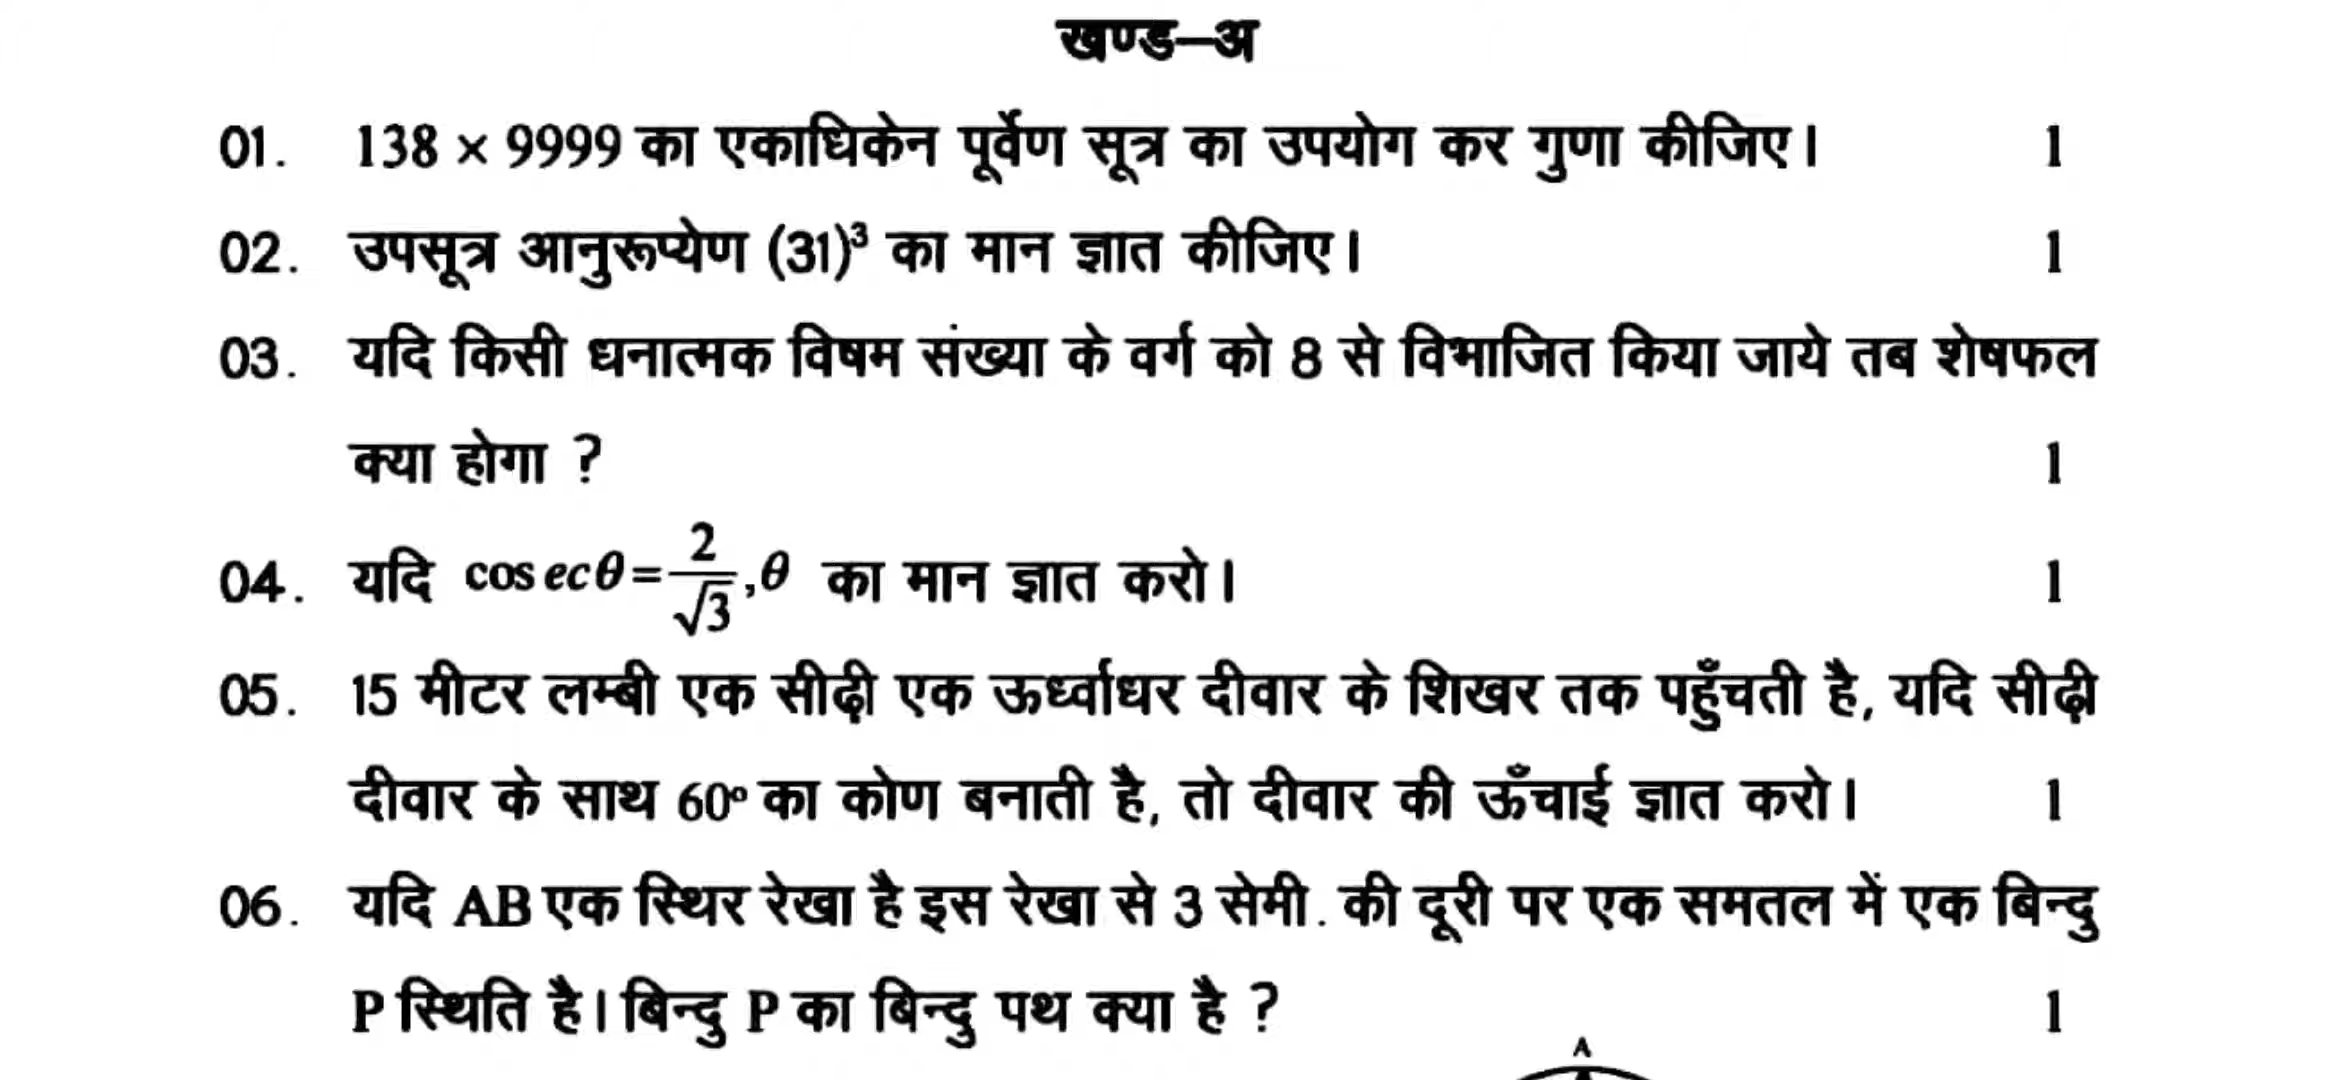 खण्ड–अ
01. 138 × 9999 का एकाधिकेन पूर्वेण सूत्र का उपयोग कर गुणा कीजिए। 1
02. उपसूत्र आनुरूप्येण (31)³ का मान ज्ञात कीजिए। 1
03. यदि किसी धनात्मक विषम संख्या के वर्ग को 8 से विभाजित किया जाये तब शेषफल
क्या होगा ? 1
04. यदि cosecθ=2/√3,θ का मान ज्ञात करो। 1
05. 15 मीटर लम्बी एक सीढ़ी एक ऊर्ध्वाधर दीवार के शिखर तक पहुँचती है, यदि सीढ़ी
दीवार के साथ 60° का कोण बनाती है, तो दीवार की ऊँचाई ज्ञात करो। 1
06. यदि AB एक स्थिर रेखा है इस रेखा से 3 सेमी. की दूरी पर एक समतल में एक बिन्दु
P स्थिति है। बिन्दु P का बिन्दु पथ क्या है ? 1
A